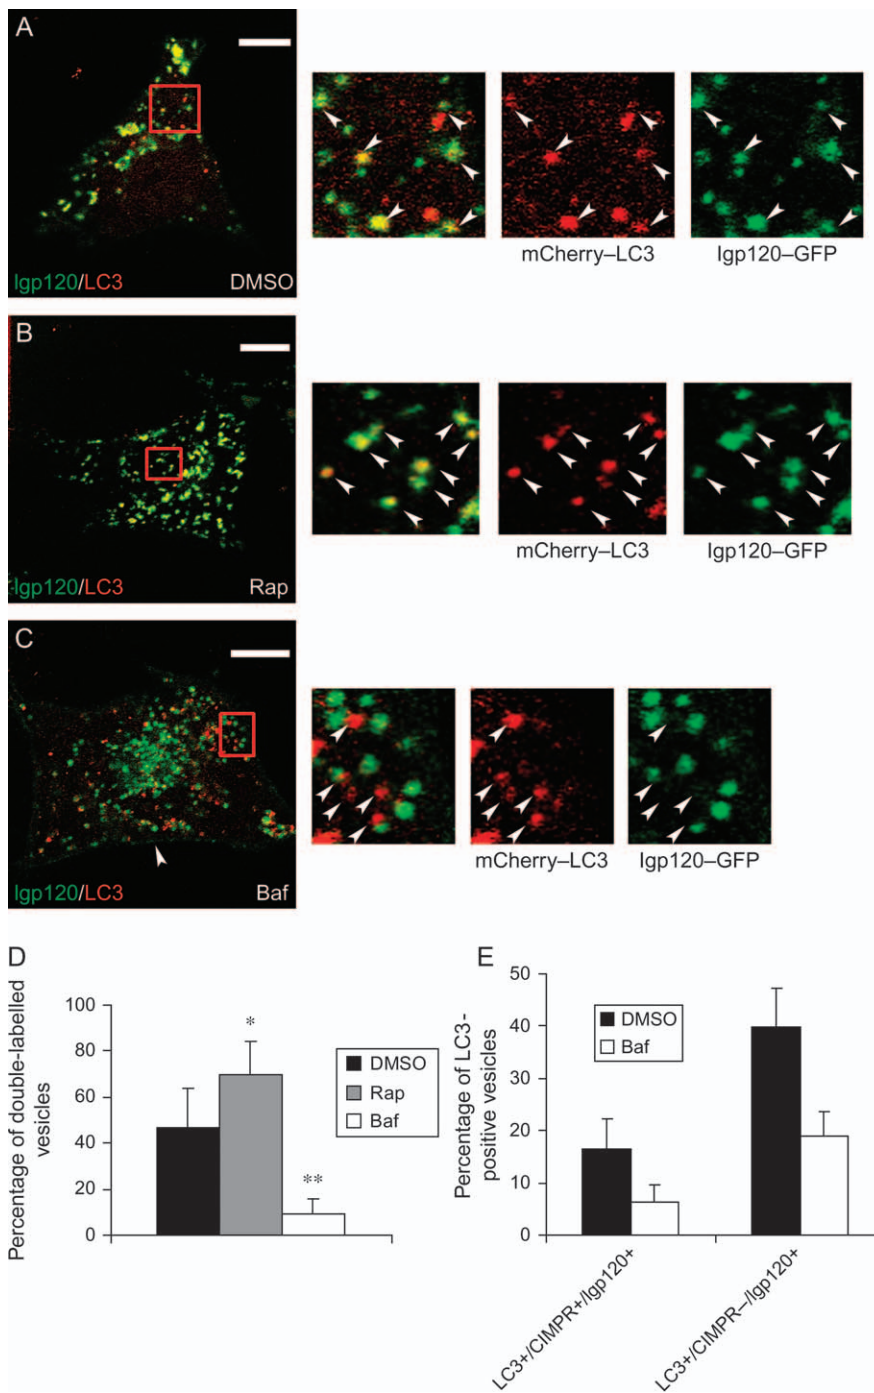 A
lgp120/LC3 DMSO
mCherry–LC3 lgp120–GFP
B
lgp120/LC3 Rap
mCherry–LC3 lgp120–GFP
C
lgp120/LC3 Baf
mCherry–LC3 lgp120–GFP
D
Percentage of double-labelled
vesicles
100
80
60
40
20
0
*
**
DMSO
Rap
Baf
E
Percentage of LC3-
positive vesicles
50
40
30
20
10
0
DMSO
Baf
LC3+/CIMPR+/lgp120+
LC3+/CIMPR–/lgp120+